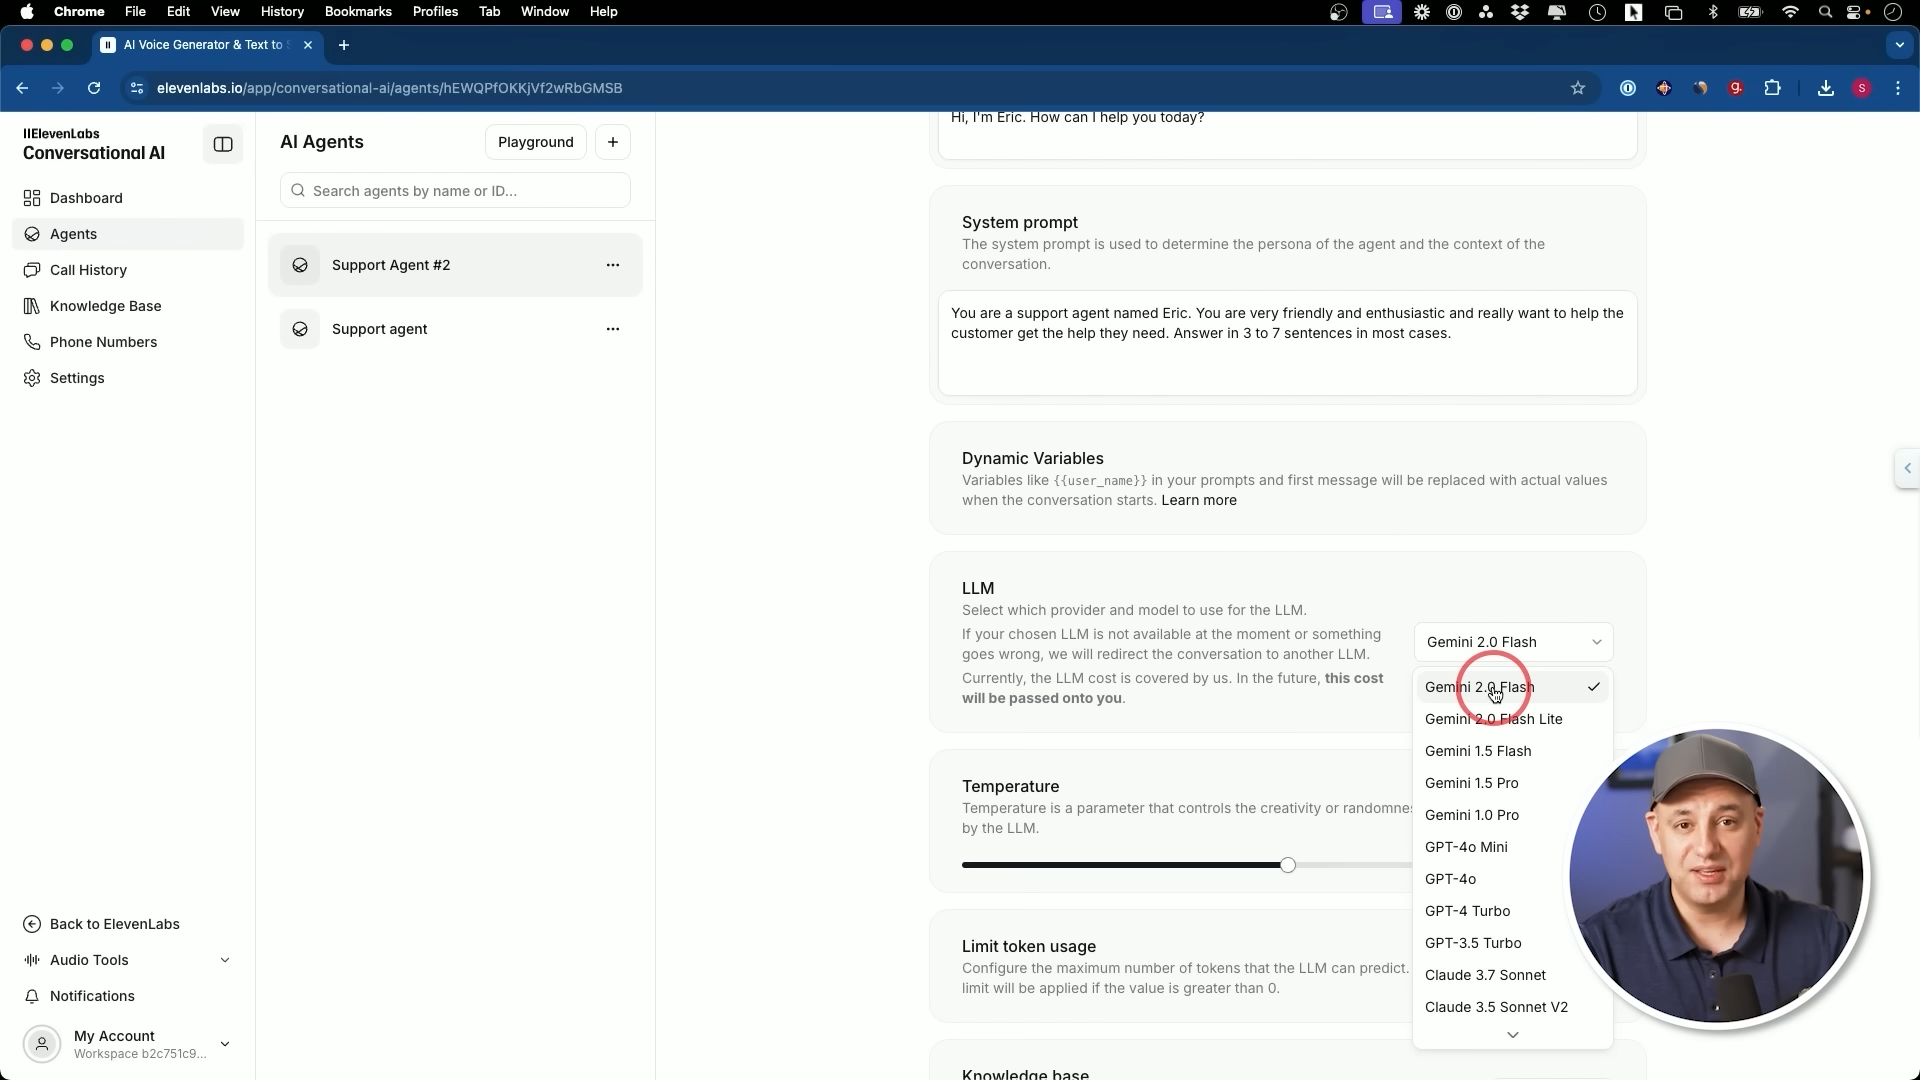 Chrome File Edit View History Bookmarks Profiles Tab Window Help
AI Voice Generator & Text to
elevenlabs.io/app/conversational-ai/agents/hEWQPfOKKjVf2wRbGMSB
S
IIElevenLabs
Conversational AI
Dashboard
Agents
Call History
Knowledge Base
Phone Numbers
Settings
Back to ElevenLabs
Audio Tools
Notifications
My Account
Workspace b2c751c9...
AI Agents
Playground
Search agents by name or ID...
Support Agent #2
Support agent
Hi, I'm Eric. How can I help you today?
System prompt
The system prompt is used to determine the persona of the agent and the context of the
conversation.
You are a support agent named Eric. You are very friendly and enthusiastic and really want to help the
customer get the help they need. Answer in 3 to 7 sentences in most cases.
Dynamic Variables
Variables like {{user_name}} in your prompts and first message will be replaced with actual values
when the conversation starts. Learn more
LLM
Select which provider and model to use for the LLM.
If your chosen LLM is not available at the moment or something
goes wrong, we will redirect the conversation to another LLM.
Currently, the LLM cost is covered by us. In the future, this cost
will be passed onto you.
Gemini 2.0 Flash
Gemini 2.0 Flash
Gemini 2.0 Flash Lite
Gemini 1.5 Flash
Gemini 1.5 Pro
Gemini 1.0 Pro
GPT-4o Mini
GPT-4o
GPT-4 Turbo
GPT-3.5 Turbo
Claude 3.7 Sonnet
Claude 3.5 Sonnet V2
Temperature
Temperature is a parameter that controls the creativity or
by the LLM.
Limit token usage
Configure the maximum number of tokens that the LLM can predict.
limit will be applied if the value is greater than 0.
Knowledge base